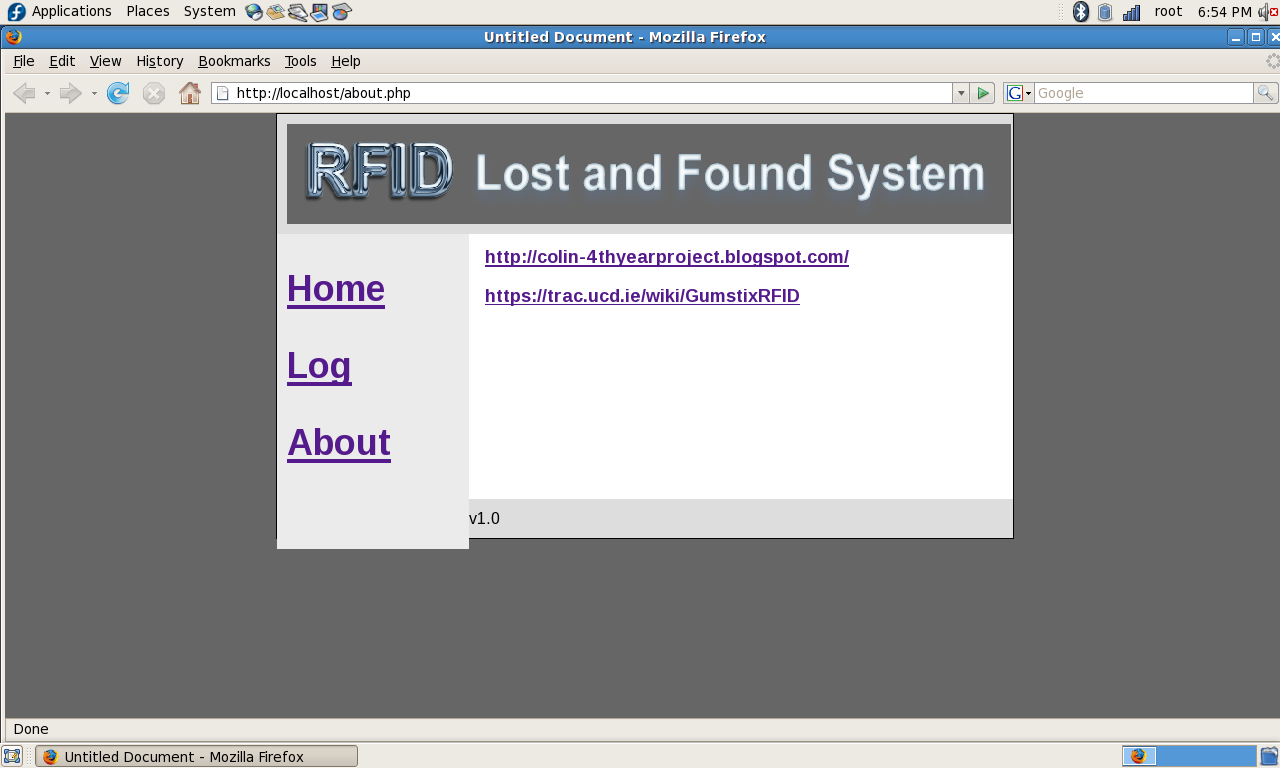 Applications Places System root 6:54 PM
Untitled Document - Mozilla Firefox
File Edit View History Bookmarks Tools Help
http://localhost/about.php G Google
RFID Lost and Found System
http://colin-4thyearproject.blogspot.com/
https://trac.ucd.ie/wiki/GumstixRFID
Home
Log
About
v1.0
Done
Untitled Document - Mozilla Firefox